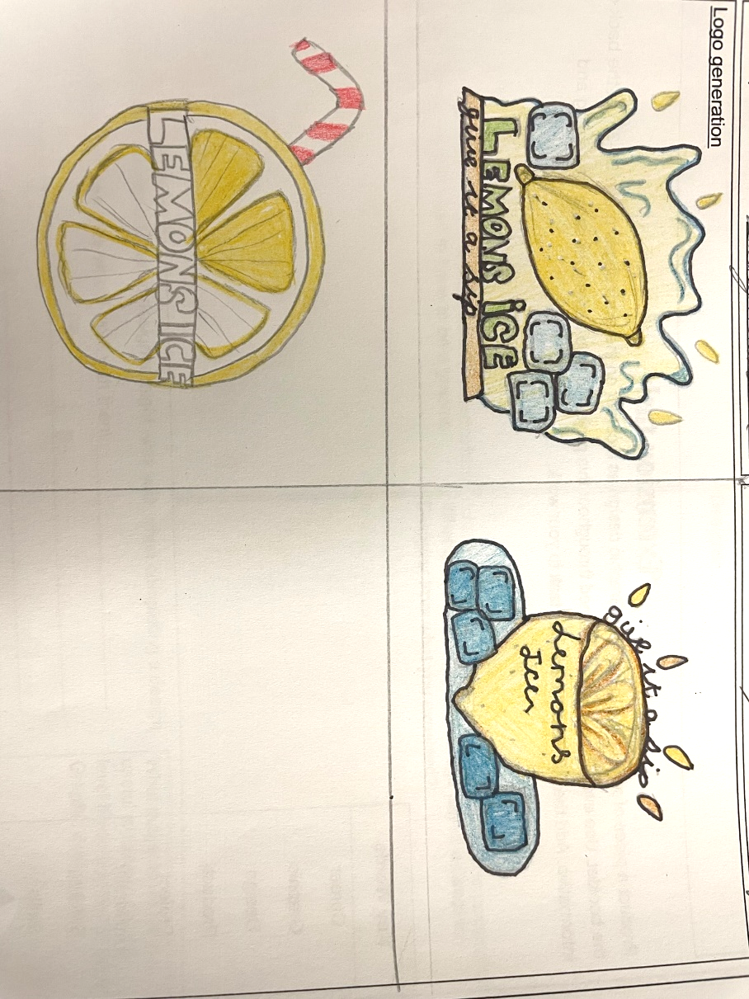 Logo generation
LEMONS iCE
give it a sip
give it a sip
Lemons
Ice
LEMONS ICE